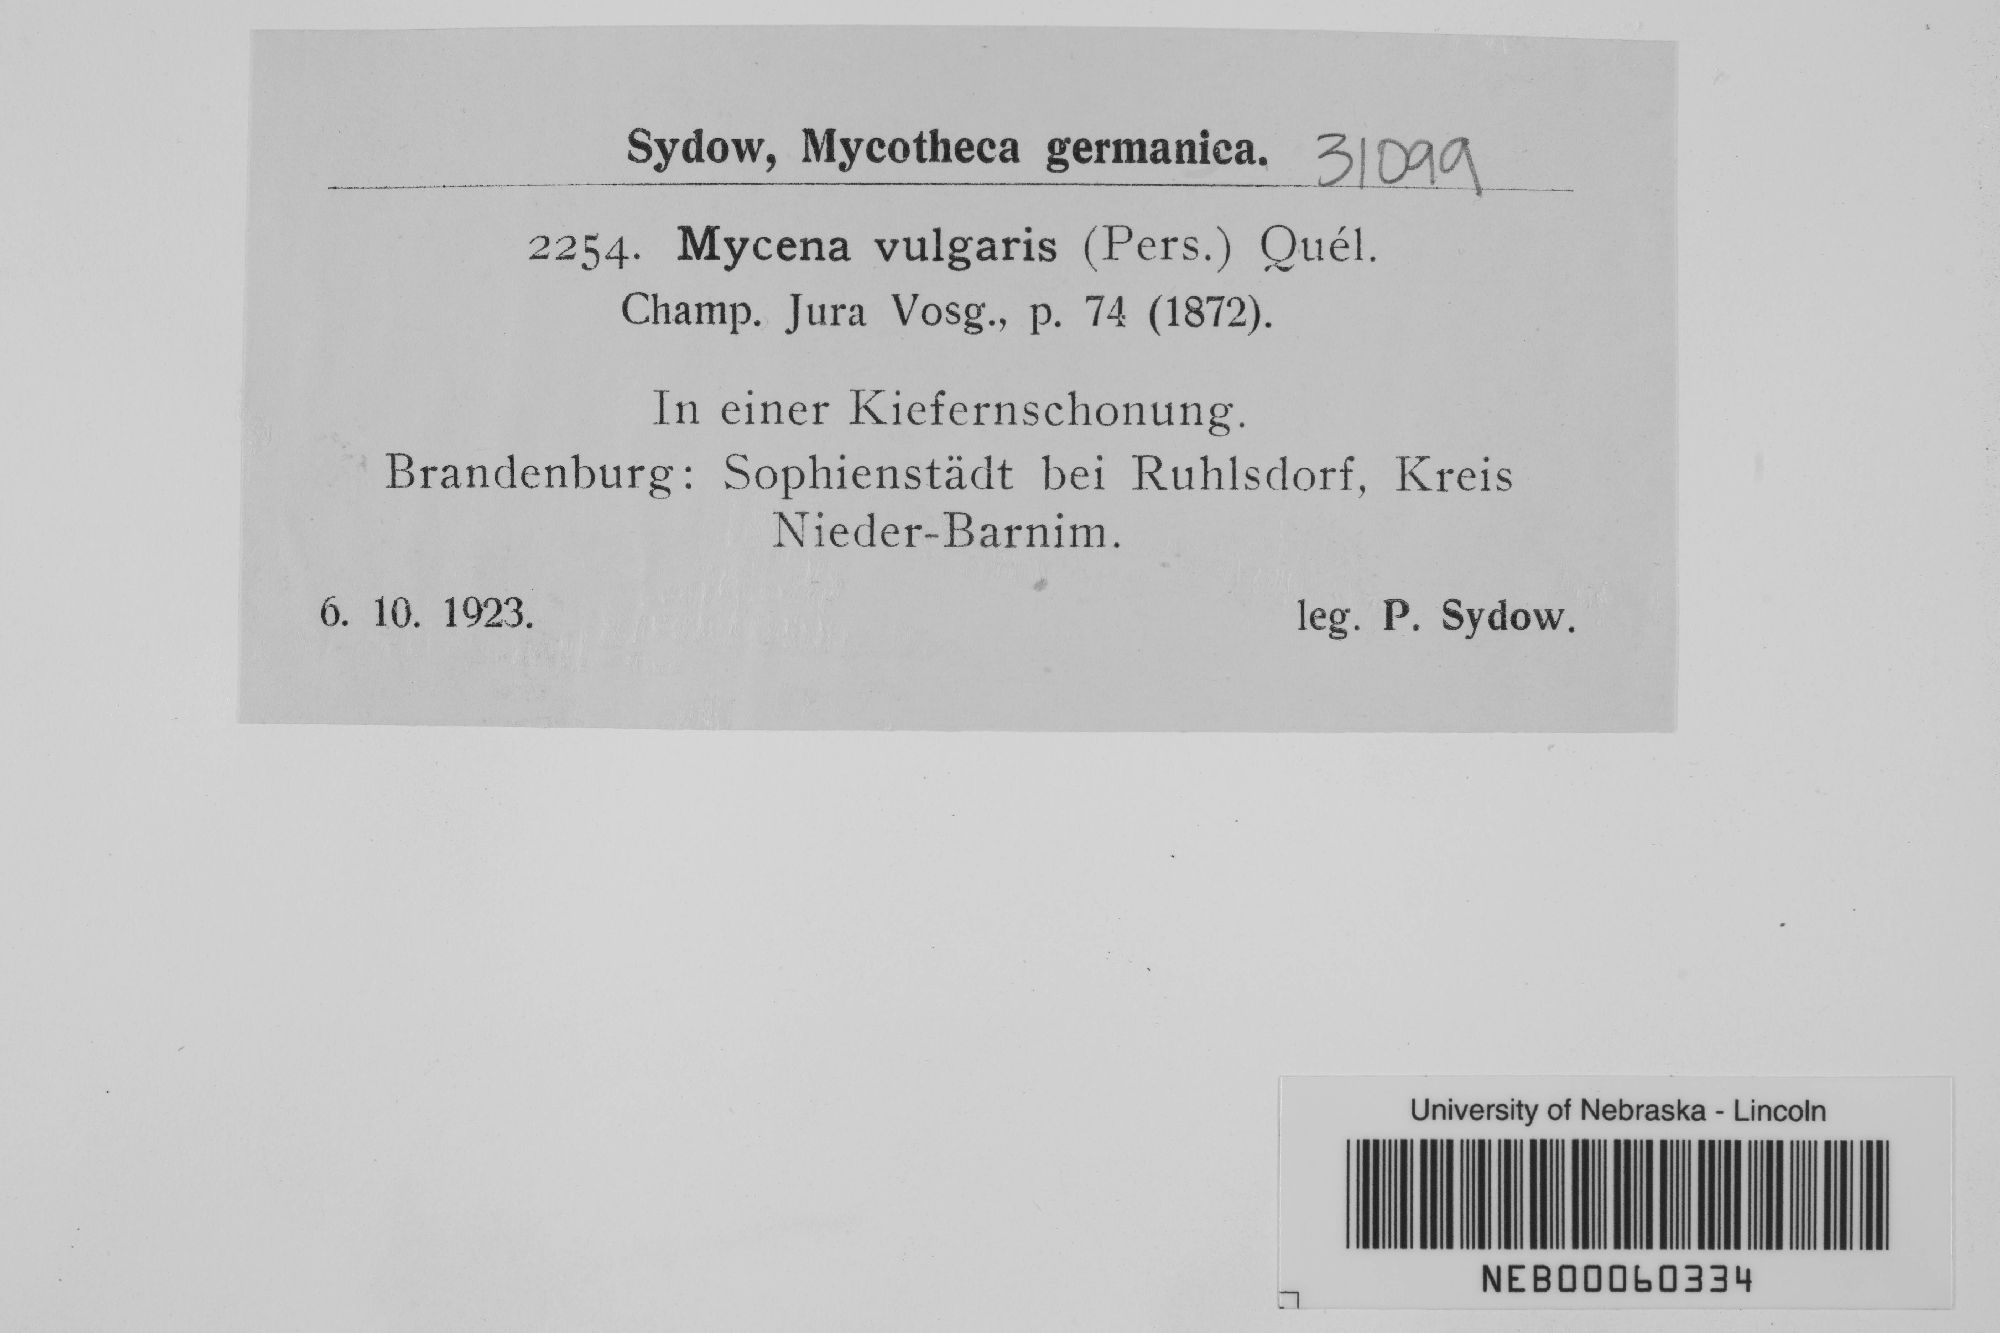 Sydow, Mycotheca germanica. 31099
2254. Mycena vulgaris (Pers.) Quél.
Champ. Jura Vosg., p. 74 (1872).
In einer Kiefernschonung.
Brandenburg: Sophienstädt bei Ruhlsdorf, Kreis
Nieder-Barnim.
6. 10. 1923. leg. P. Sydow.
University of Nebraska - Lincoln
NEB00060334